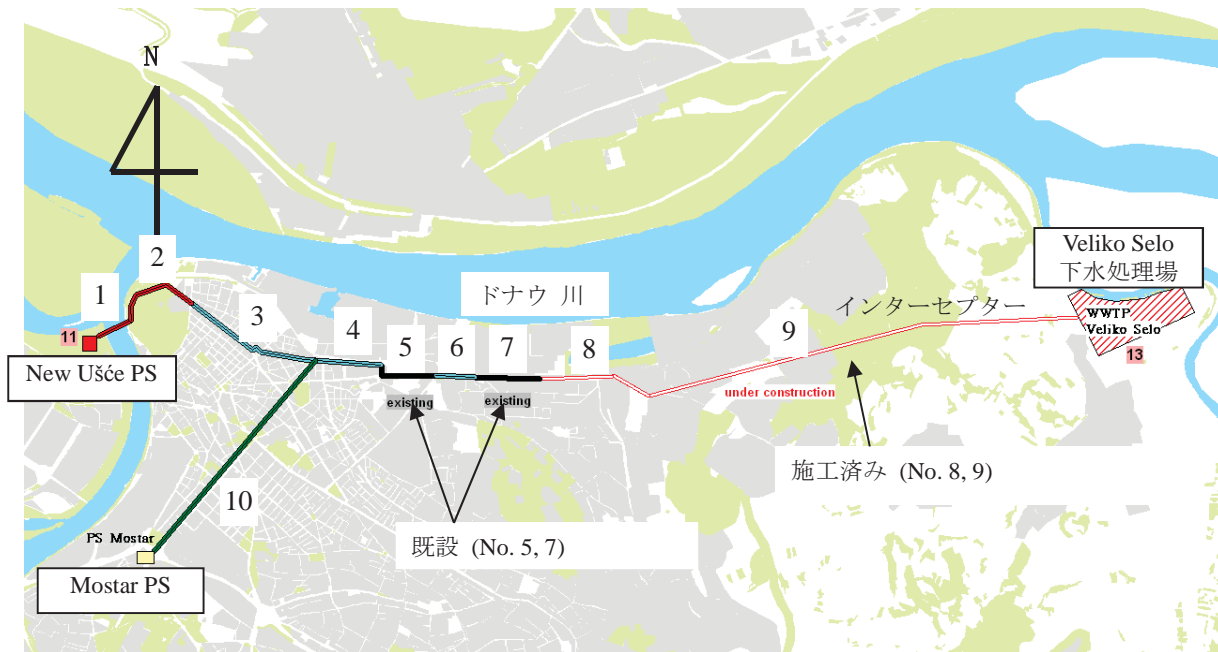 N
2
1
3
4
5
6
7
8
9
10
11
New Ušće PS
ドナウ 川
インターセプター
Veliko Selo
下水処理場
WWTP
Veliko Selo
13
existing
existing
under construction
施工済み (No. 8, 9)
既設 (No. 5, 7)
PS Mostar
Mostar PS